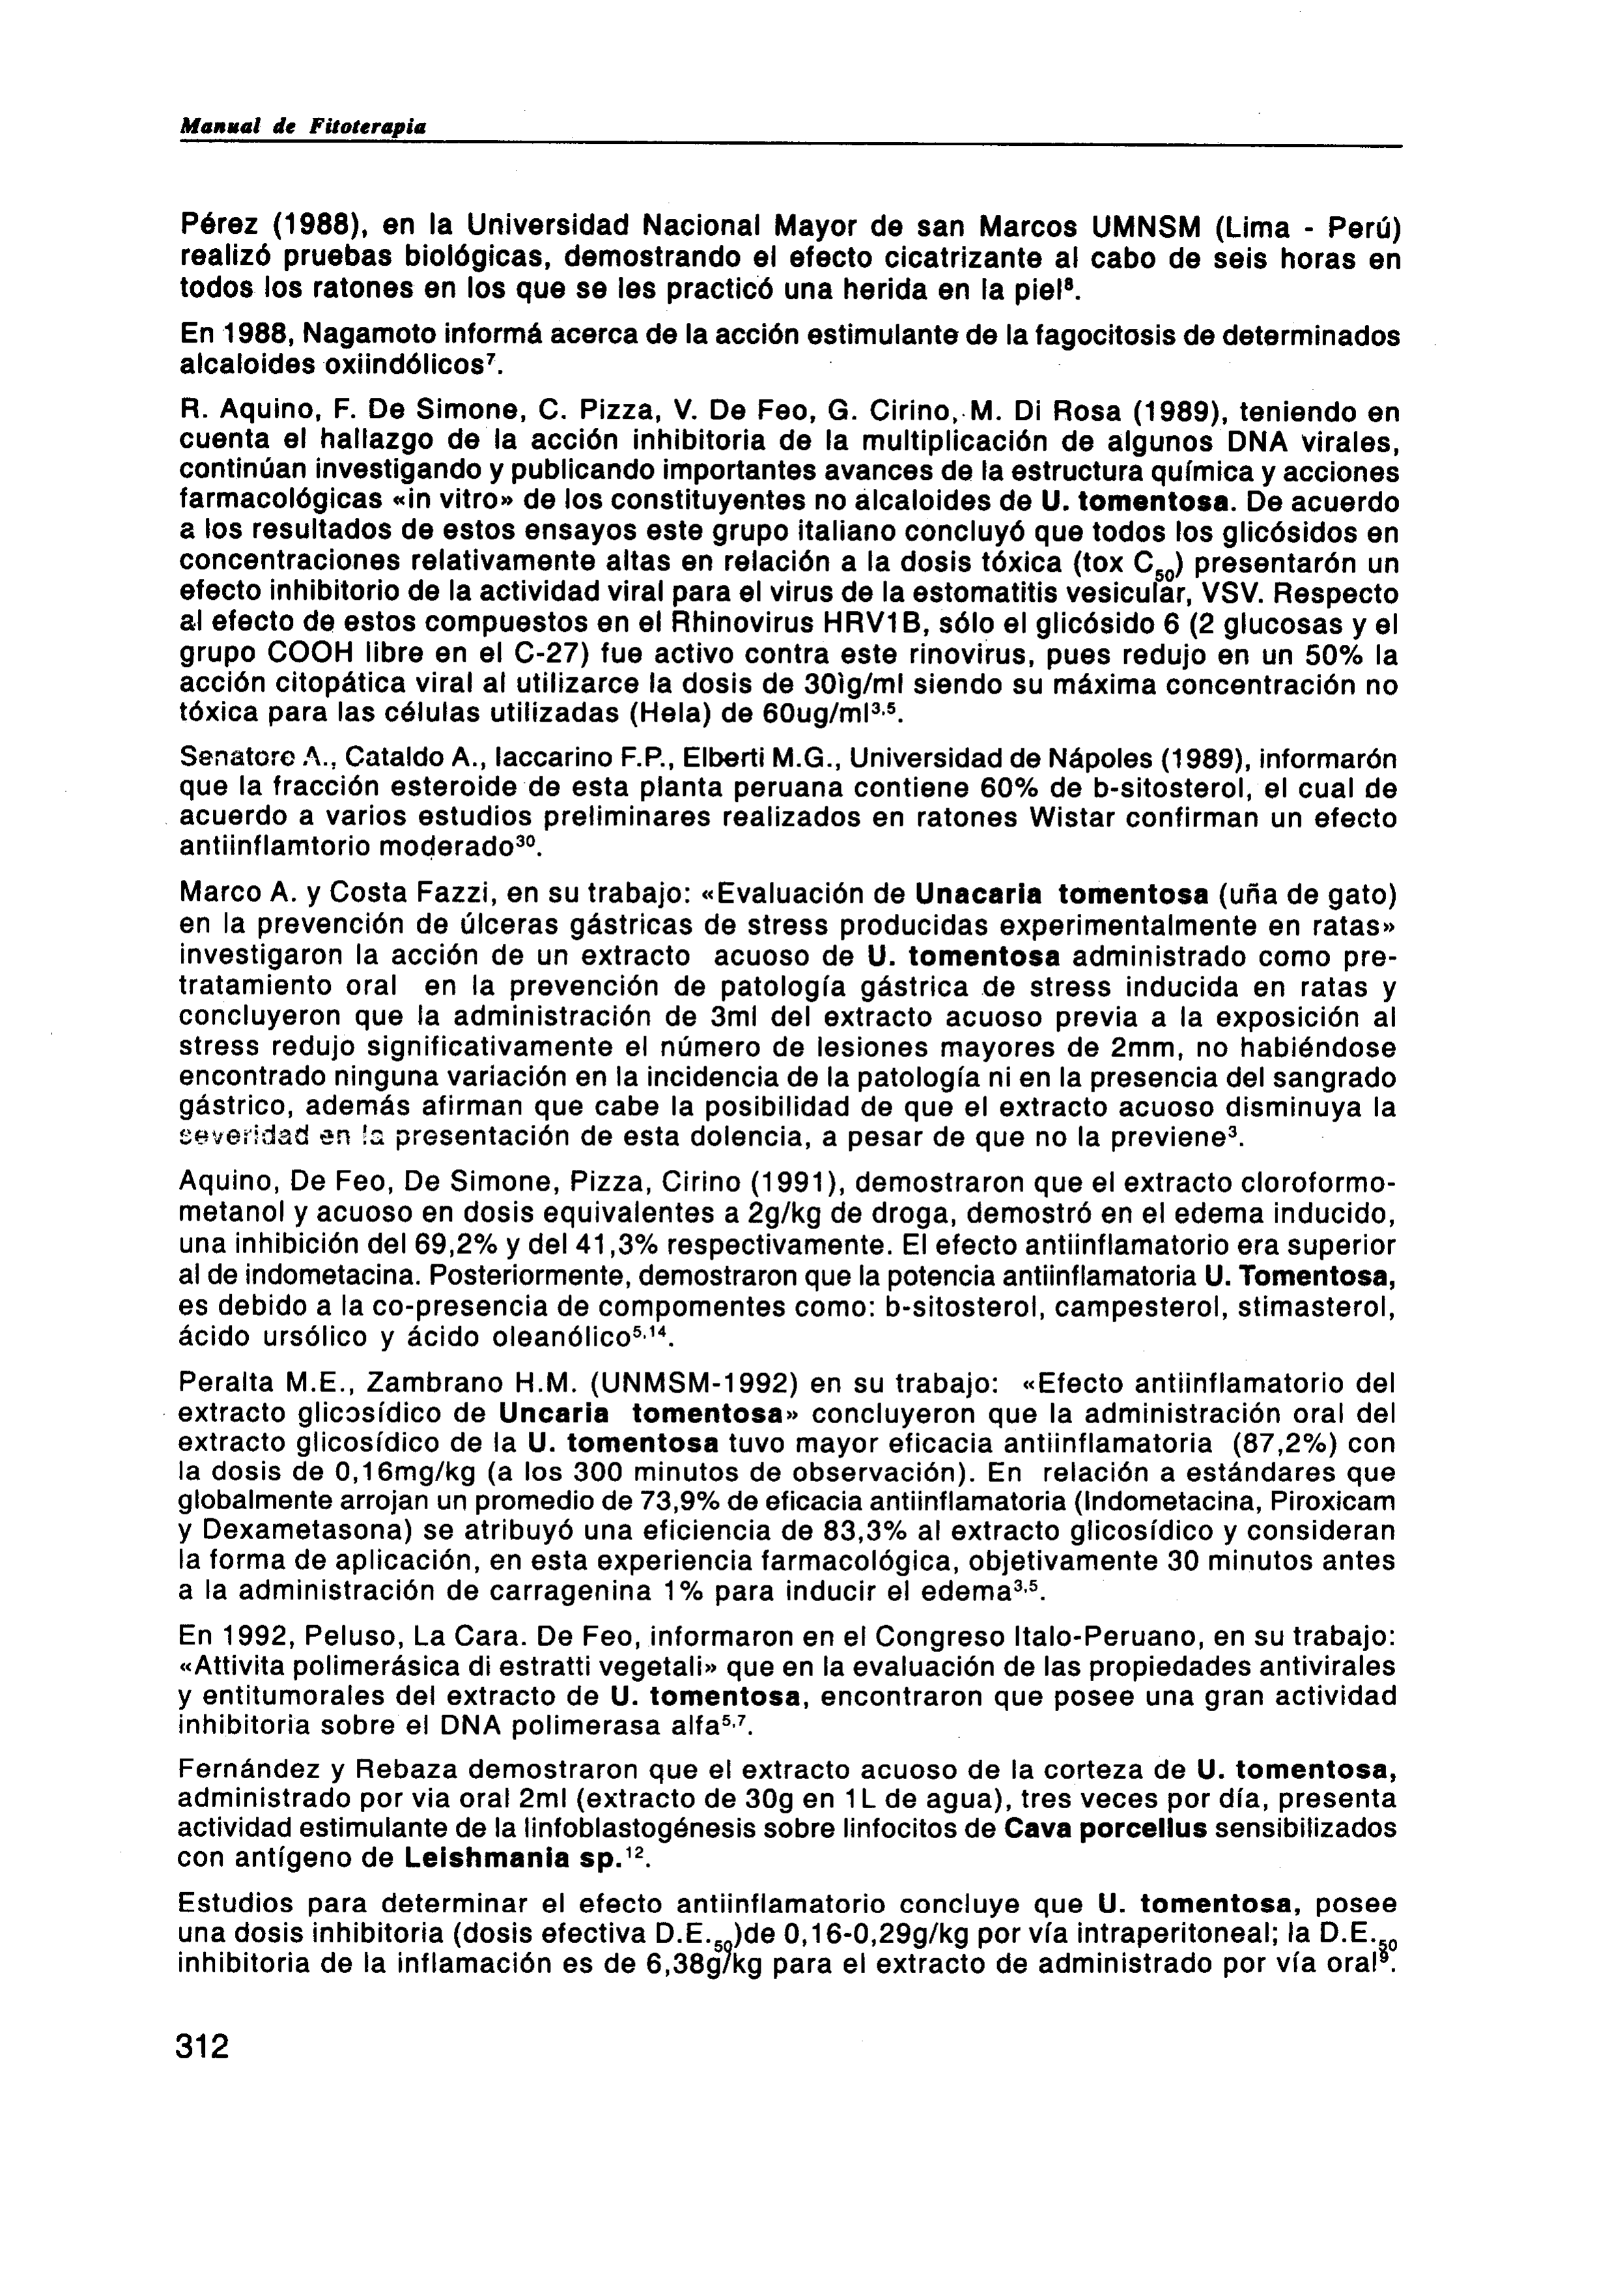 Manual de Fitoterapia
Pérez (1988), en la Universidad Nacional Mayor de san Marcos UMNSM (Lima - Perú)
realizó pruebas biológicas, demostrando el efecto cicatrizante al cabo de seis horas en
todos los ratones en los que se les practicó una herida en la piel⁸.
En 1988, Nagamoto informá acerca de la acción estimulante de la fagocitosis de determinados
alcaloides oxiindólicos⁷.
R. Aquino, F. De Simone, C. Pizza, V. De Feo, G. Cirino, M. Di Rosa (1989), teniendo en
cuenta el hallazgo de la acción inhibitoria de la multiplicación de algunos DNA virales,
continúan investigando y publicando importantes avances de la estructura química y acciones
farmacológicas «in vitro» de los constituyentes no alcaloides de U. tomentosa. De acuerdo
a los resultados de estos ensayos este grupo italiano concluyó que todos los glicósidos en
concentraciones relativamente altas en relación a la dosis tóxica (tox C₅₀) presentarón un
efecto inhibitorio de la actividad viral para el virus de la estomatitis vesicular, VSV. Respecto
al efecto de estos compuestos en el Rhinovirus HRV1B, sólo el glicósido 6 (2 glucosas y el
grupo COOH libre en el C-27) fue activo contra este rinovirus, pues redujo en un 50% la
acción citopática viral al utilizarce la dosis de 30ìg/ml siendo su máxima concentración no
tóxica para las células utilizadas (Hela) de 60ug/ml³,⁵.
Senatore A., Cataldo A., Iaccarino F.P., Elberti M.G., Universidad de Nápoles (1989), informarón
que la fracción esteroide de esta planta peruana contiene 60% de b-sitosterol, el cual de
acuerdo a varios estudios preliminares realizados en ratones Wistar confirman un efecto
antiinflamtorio moderado³⁰.
Marco A. y Costa Fazzi, en su trabajo: «Evaluación de Unacaria tomentosa (uña de gato)
en la prevención de úlceras gástricas de stress producidas experimentalmente en ratas»
investigaron la acción de un extracto acuoso de U. tomentosa administrado como pre-
tratamiento oral en la prevención de patología gástrica de stress inducida en ratas y
concluyeron que la administración de 3ml del extracto acuoso previa a la exposición al
stress redujo significativamente el número de lesiones mayores de 2mm, no habiéndose
encontrado ninguna variación en la incidencia de la patología ni en la presencia del sangrado
gástrico, además afirman que cabe la posibilidad de que el extracto acuoso disminuya la
severidad en la presentación de esta dolencia, a pesar de que no la previene³.
Aquino, De Feo, De Simone, Pizza, Cirino (1991), demostraron que el extracto cloroformo-
metanol y acuoso en dosis equivalentes a 2g/kg de droga, demostró en el edema inducido,
una inhibición del 69,2% y del 41,3% respectivamente. El efecto antiinflamatorio era superior
al de indometacina. Posteriormente, demostraron que la potencia antiinflamatoria U. Tomentosa,
es debido a la co-presencia de compomentes como: b-sitosterol, campesterol, stimasterol,
ácido ursólico y ácido oleanólico⁵,¹⁴.
Peralta M.E., Zambrano H.M. (UNMSM-1992) en su trabajo: «Efecto antiinflamatorio del
extracto glicosídico de Uncaria tomentosa» concluyeron que la administración oral del
extracto glicosídico de la U. tomentosa tuvo mayor eficacia antiinflamatoria (87,2%) con
la dosis de 0,16mg/kg (a los 300 minutos de observación). En relación a estándares que
globalmente arrojan un promedio de 73,9% de eficacia antiinflamatoria (Indometacina, Piroxicam
y Dexametasona) se atribuyó una eficiencia de 83,3% al extracto glicosídico y consideran
la forma de aplicación, en esta experiencia farmacológica, objetivamente 30 minutos antes
a la administración de carragenina 1% para inducir el edema³,⁵.
En 1992, Peluso, La Cara. De Feo, informaron en el Congreso Italo-Peruano, en su trabajo:
«Attivita polimerásica di estratti vegetali» que en la evaluación de las propiedades antivirales
y entitumorales del extracto de U. tomentosa, encontraron que posee una gran actividad
inhibitoria sobre el DNA polimerasa alfa⁵,⁷.
Fernández y Rebaza demostraron que el extracto acuoso de la corteza de U. tomentosa,
administrado por via oral 2ml (extracto de 30g en 1L de agua), tres veces por día, presenta
actividad estimulante de la linfoblastogénesis sobre linfocitos de Cava porcellus sensibilizados
con antígeno de Leishmania sp.¹².
Estudios para determinar el efecto antiinflamatorio concluye que U. tomentosa, posee
una dosis inhibitoria (dosis efectiva D.E.₅₀)de 0,16-0,29g/kg por vía intraperitoneal; la D.E.₅₀
inhibitoria de la inflamación es de 6,38g/kg para el extracto de administrado por vía oral⁹.
312